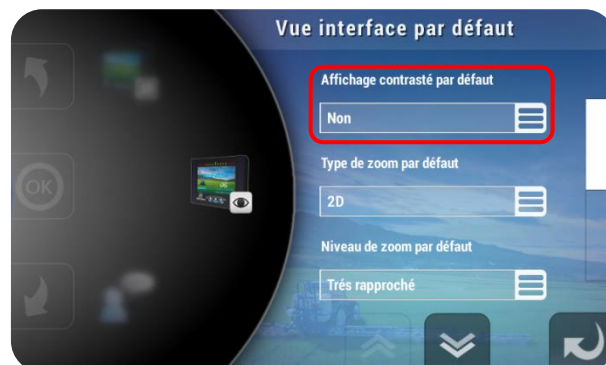 Vue interface par défaut
Affichage contrasté par défaut
Non
Type de zoom par défaut
2D
Niveau de zoom par défaut
Trés rapproché
OK